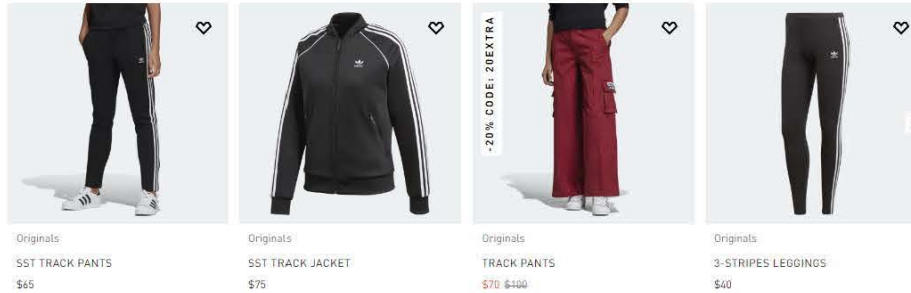 -20% CODE: 20EXTRA
Originals
SST TRACK PANTS
$65
Originals
SST TRACK JACKET
$75
Originals
TRACK PANTS
$70 $100
Originals
3-STRIPES LEGGINGS
$40